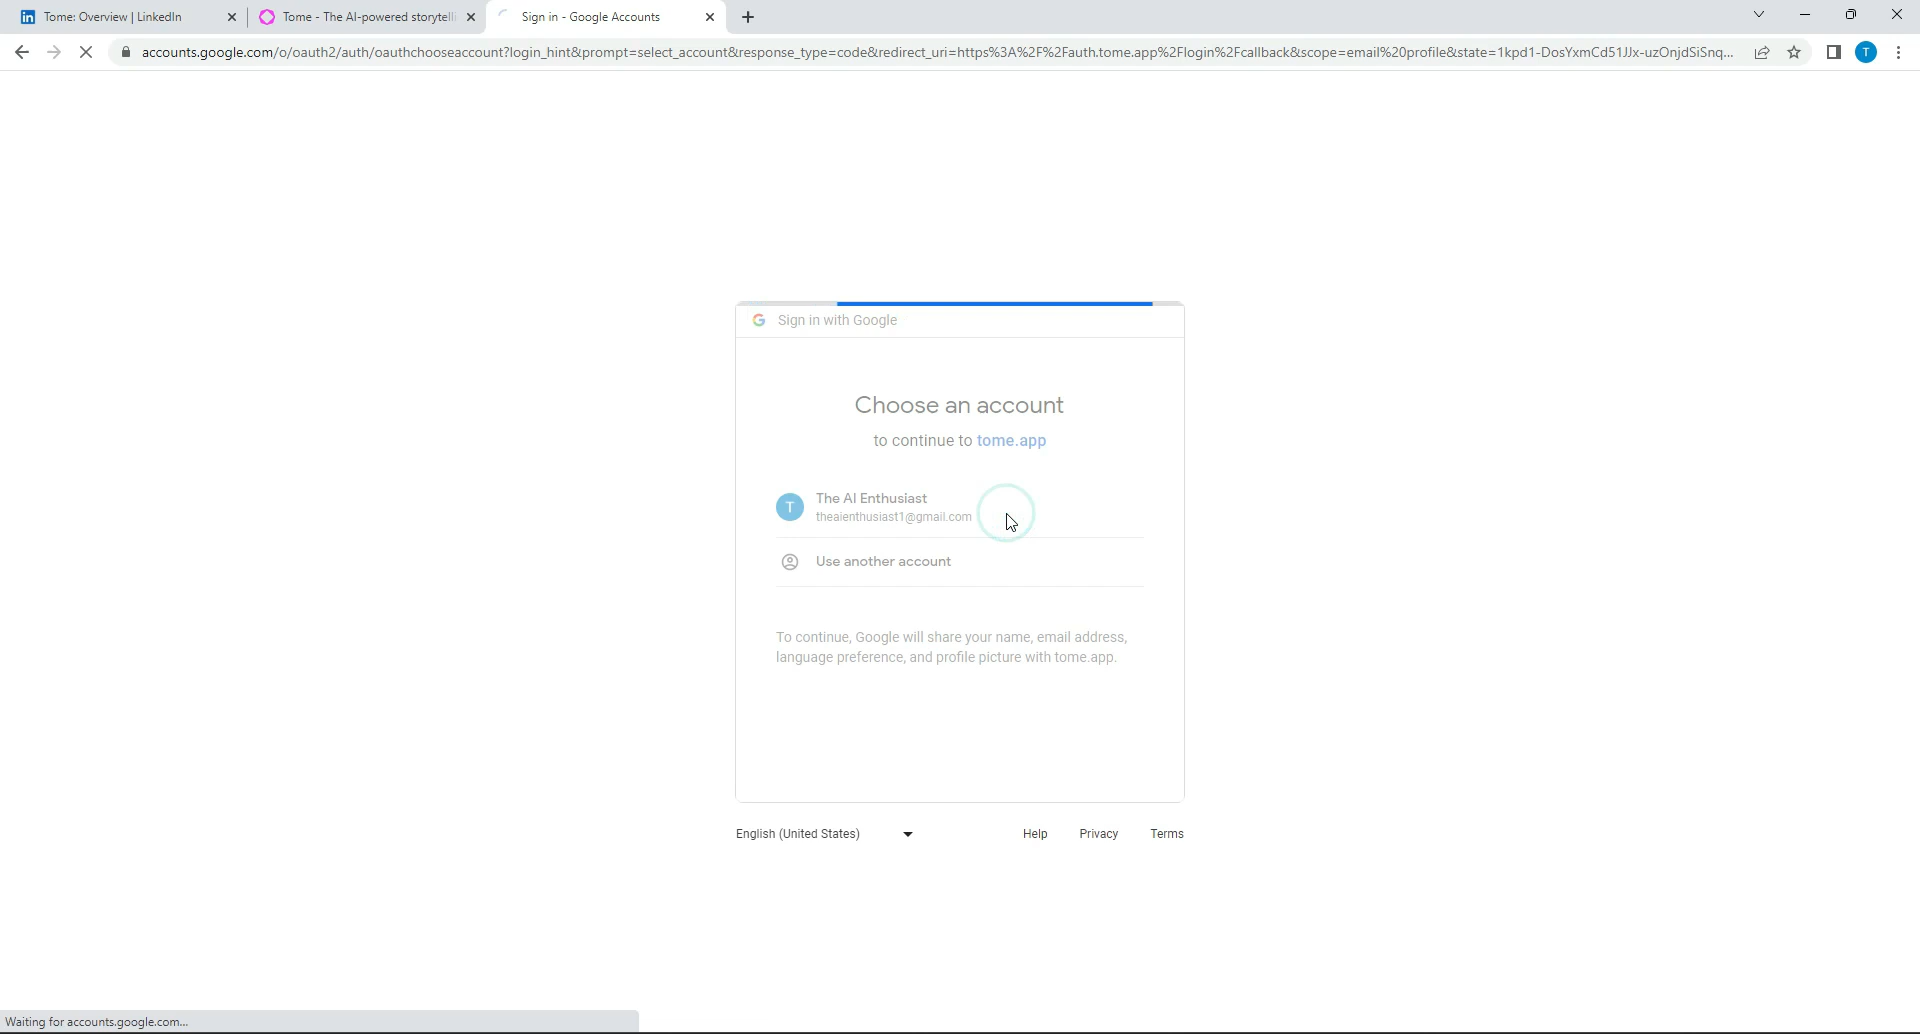 Tome: Overview | LinkedIn
Tome - The AI-powered storytelli
Sign in - Google Accounts
accounts.google.com/o/oauth2/auth/oauthchooseaccount?login_hint&prompt=select_account&response_type=code&redirect_uri=https%3A%2F%2Fauth.tome.app%2Flogin%2Fcallback&scope=email%20profile&state=1kpd1-DosYxmCd51JJx-uzOnjdSiSnq...
T
Sign in with Google
Choose an account
to continue to tome.app
T
The AI Enthusiast
theaienthusiast1@gmail.com
Use another account
To continue, Google will share your name, email address,
language preference, and profile picture with tome.app.
English (United States)
Help
Privacy
Terms
Waiting for accounts.google.com...